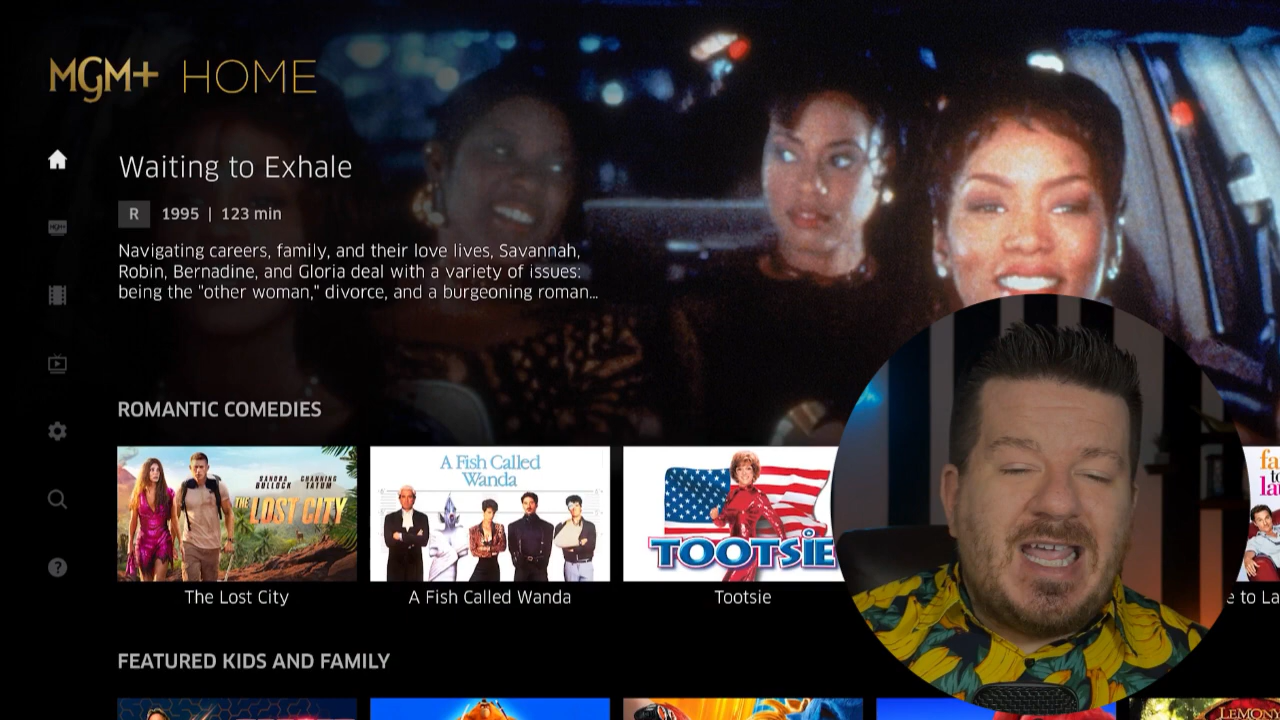 MGM+ HOME
Waiting to Exhale
R 1995 | 123 min
Navigating careers, family, and their love lives, Savannah,
Robin, Bernadine, and Gloria deal with a variety of issues:
being the "other woman," divorce, and a burgeoning roman...
ROMANTIC COMEDIES
SANDRA BULLOCK CHANNING TATUM
THE LOST CITY
A Fish Called
Wanda
TOOTSIE
The Lost City
A Fish Called Wanda
Tootsie
FEATURED KIDS AND FAMILY